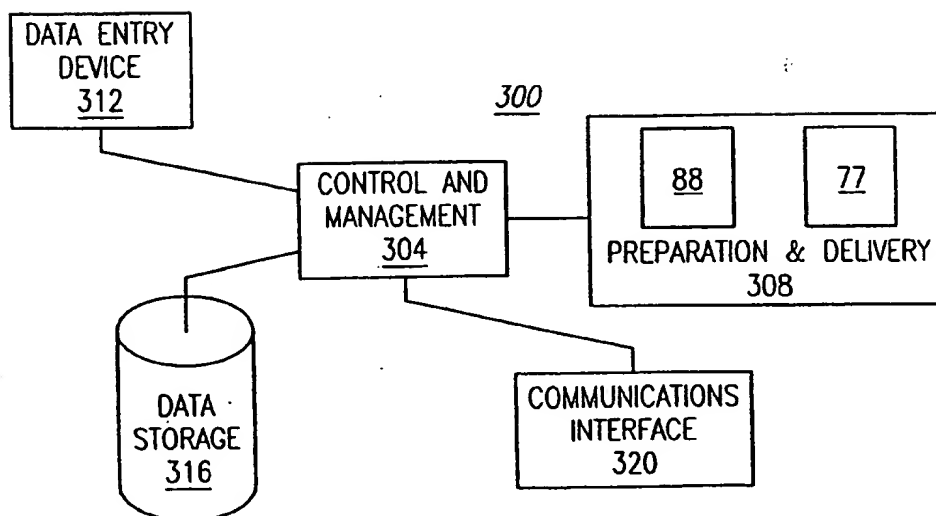 DATA ENTRY
DEVICE
312
300
88
77
PREPARATION & DELIVERY
308
CONTROL AND
MANAGEMENT
304
DATA
STORAGE
316
COMMUNICATIONS
INTERFACE
320